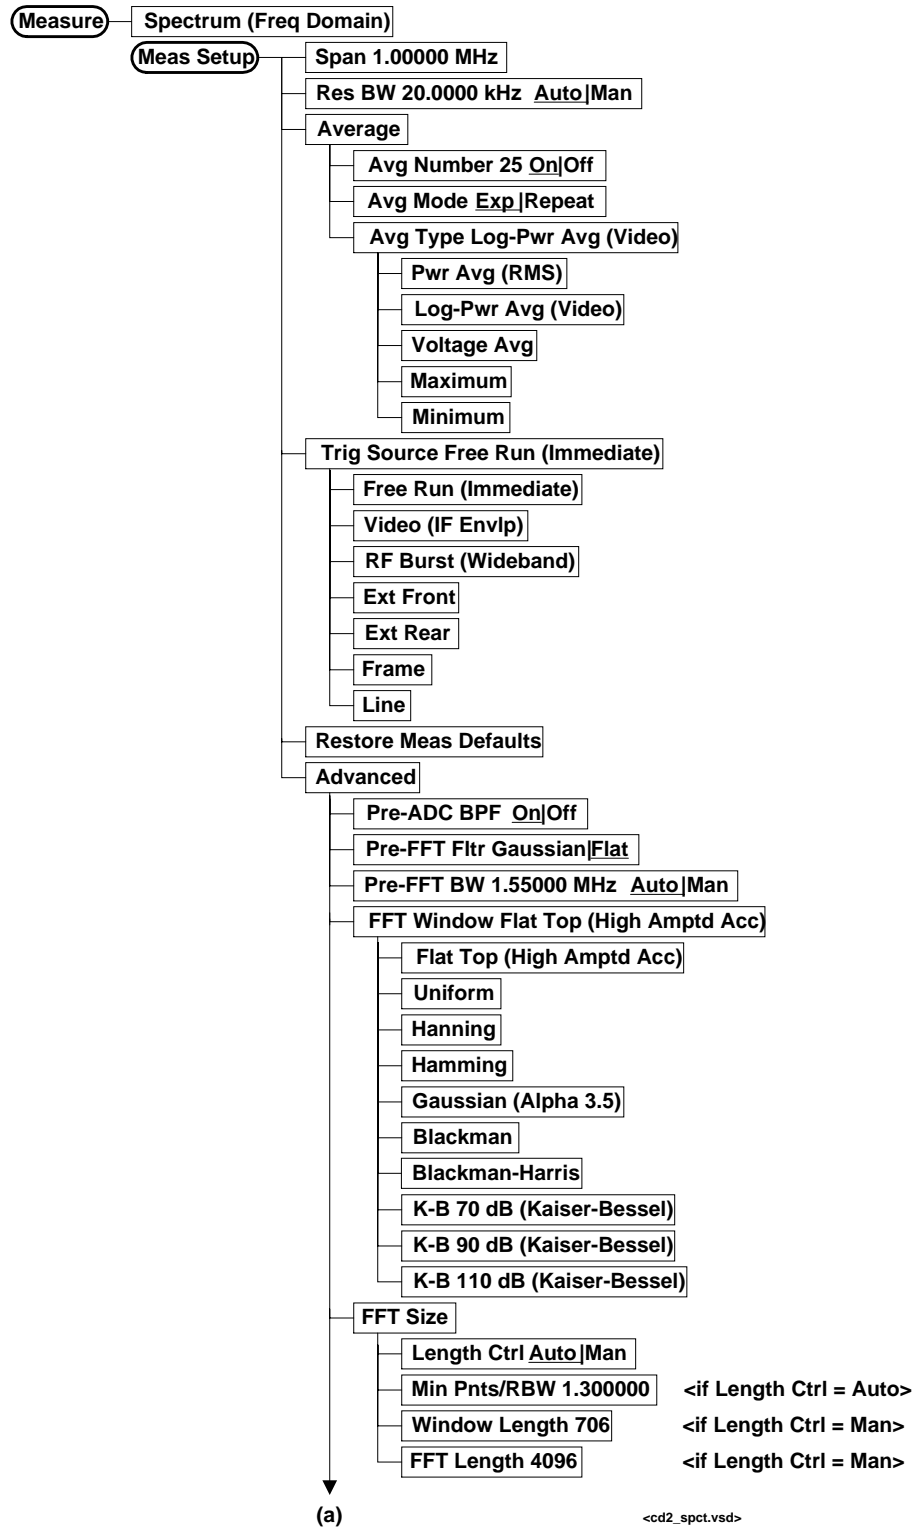 Measure Spectrum (Freq Domain)
Meas Setup Span 1.00000 MHz
Res BW 20.0000 kHz Auto|Man
Average
Avg Number 25 On|Off
Avg Mode Exp|Repeat
Avg Type Log-Pwr Avg (Video)
Pwr Avg (RMS)
Log-Pwr Avg (Video)
Voltage Avg
Maximum
Minimum
Trig Source Free Run (Immediate)
Free Run (Immediate)
Video (IF Envlp)
RF Burst (Wideband)
Ext Front
Ext Rear
Frame
Line
Restore Meas Defaults
Advanced
Pre-ADC BPF On|Off
Pre-FFT Fltr Gaussian|Flat
Pre-FFT BW 1.55000 MHz Auto|Man
FFT Window Flat Top (High Amptd Acc)
Flat Top (High Amptd Acc)
Uniform
Hanning
Hamming
Gaussian (Alpha 3.5)
Blackman
Blackman-Harris
K-B 70 dB (Kaiser-Bessel)
K-B 90 dB (Kaiser-Bessel)
K-B 110 dB (Kaiser-Bessel)
FFT Size
Length Ctrl Auto|Man
Min Pnts/RBW 1.300000 <if Length Ctrl = Auto>
Window Length 706 <if Length Ctrl = Man>
FFT Length 4096 <if Length Ctrl = Man>
(a) <cd2_spct.vsd>